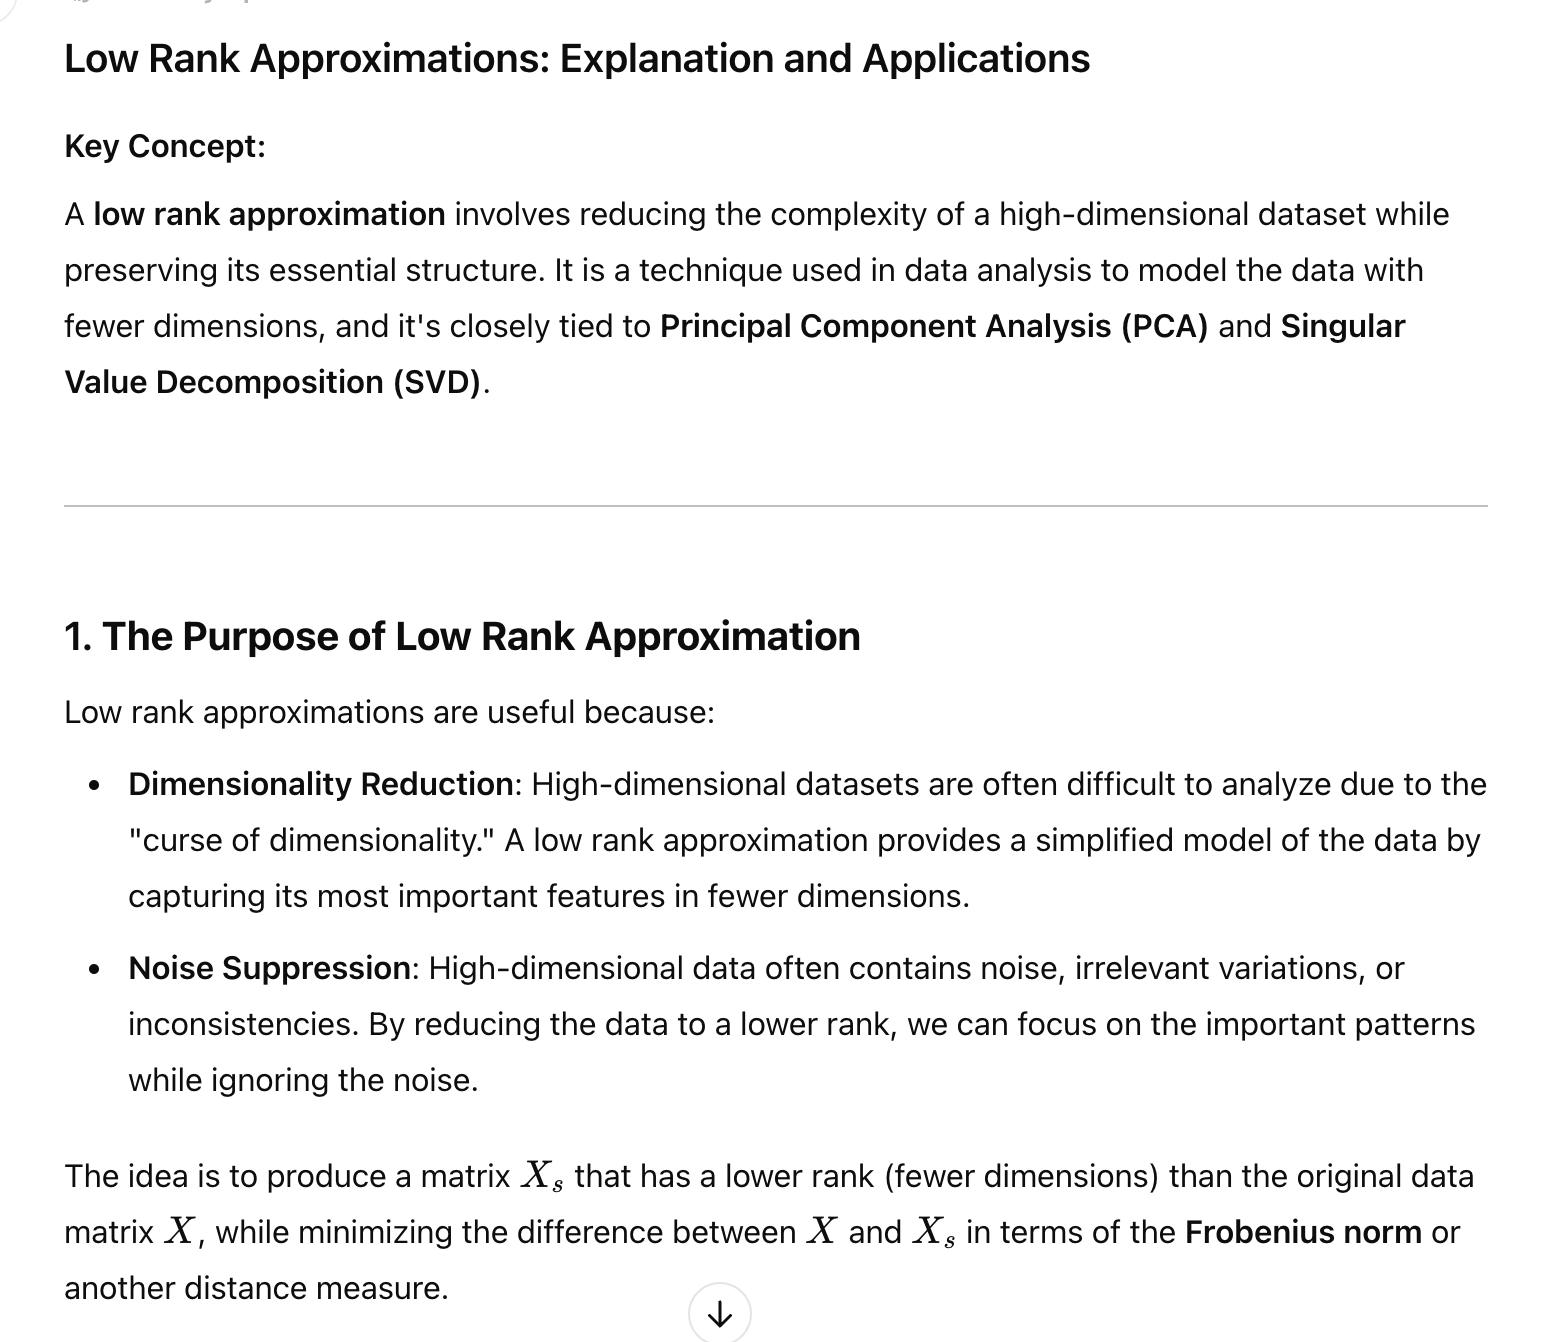 Low Rank Approximations: Explanation and Applications
Key Concept:
A low rank approximation involves reducing the complexity of a high-dimensional dataset while
preserving its essential structure. It is a technique used in data analysis to model the data with
fewer dimensions, and it's closely tied to Principal Component Analysis (PCA) and Singular
Value Decomposition (SVD).
1. The Purpose of Low Rank Approximation
Low rank approximations are useful because:
• Dimensionality Reduction: High-dimensional datasets are often difficult to analyze due to the
"curse of dimensionality." A low rank approximation provides a simplified model of the data by
capturing its most important features in fewer dimensions.
• Noise Suppression: High-dimensional data often contains noise, irrelevant variations, or
inconsistencies. By reducing the data to a lower rank, we can focus on the important patterns
while ignoring the noise.
The idea is to produce a matrix Xₛ that has a lower rank (fewer dimensions) than the original data
matrix X, while minimizing the difference between X and Xₛ in terms of the Frobenius norm or
another distance measure.